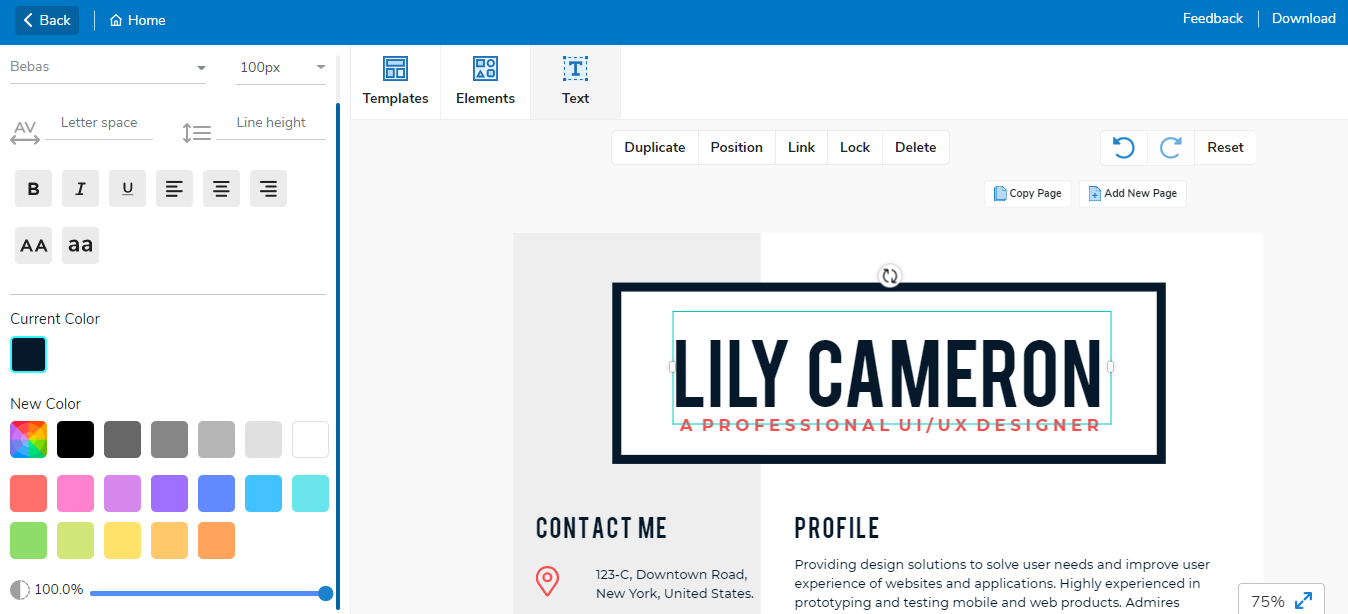 Back
Home
Feedback
Download
Bebas
100px
Templates
Elements
Text
AV
Letter space
Line height
Duplicate
Position
Link
Lock
Delete
Reset
B
I
U
Copy Page
Add New Page
AA
aa
Current Color
New Color
100.0%
LILY CAMERON
A PROFESSIONAL UI/UX DESIGNER
CONTACT ME
123-C, Downtown Road,
New York, United States.
PROFILE
Providing design solutions to solve user needs and improve user
experience of websites and applications. Highly experienced in
prototyping and testing mobile and web products. Admires
75%